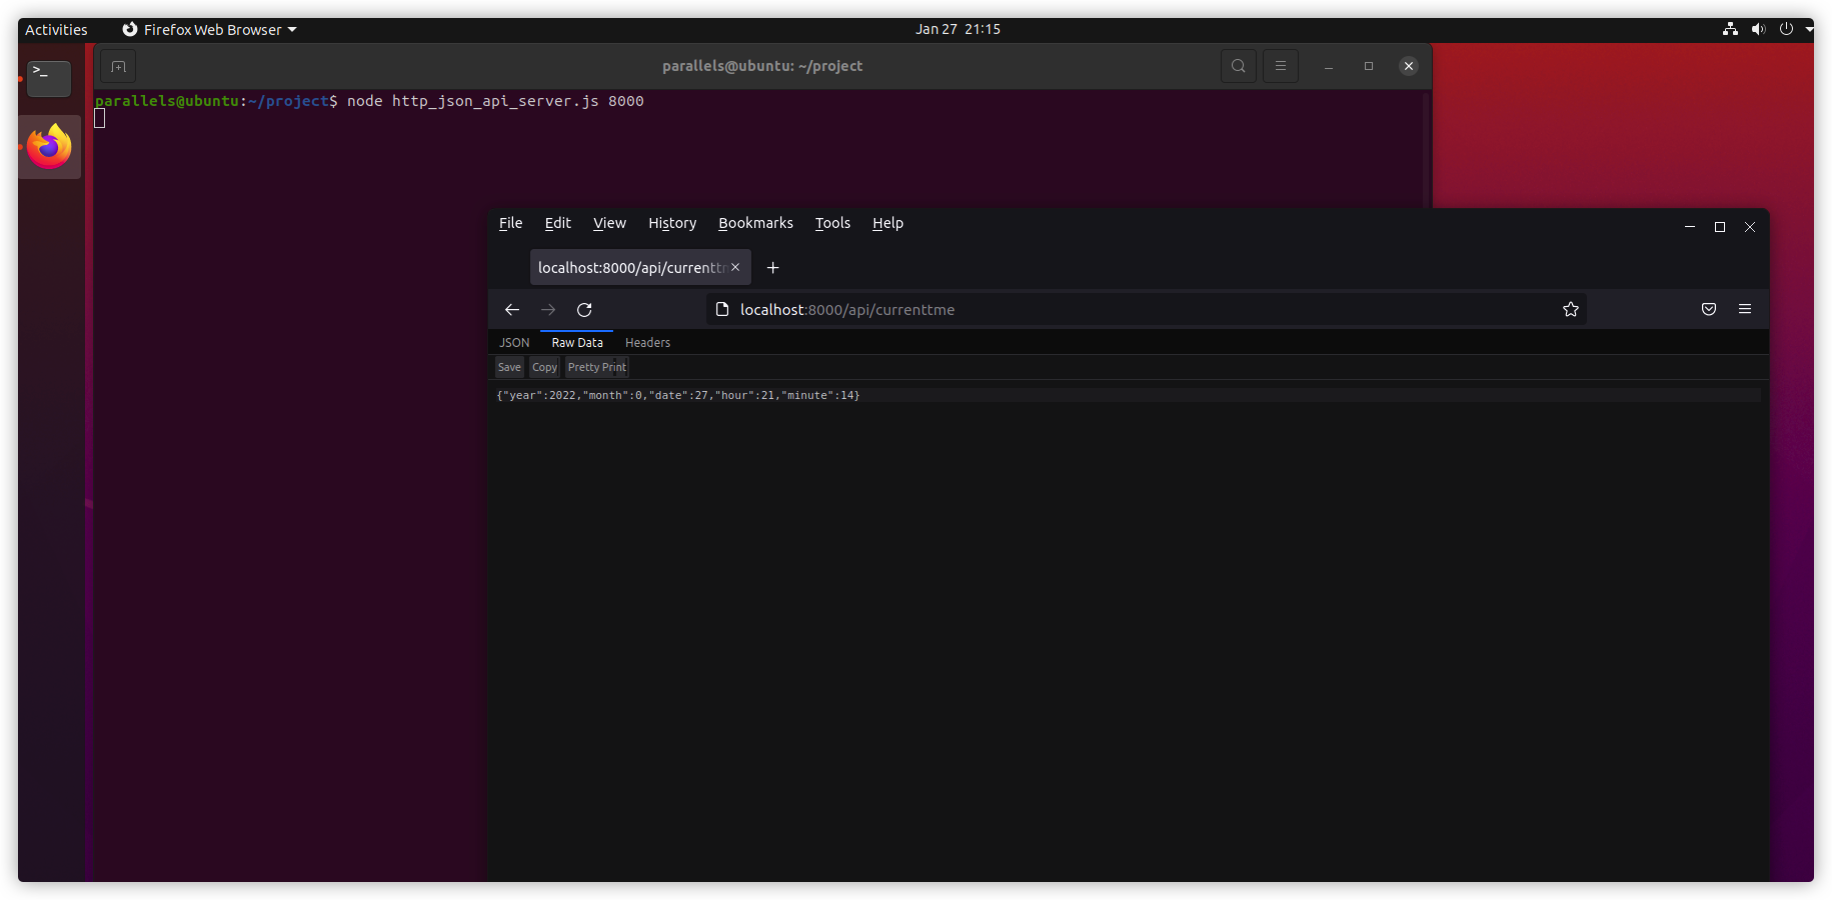 Activities Firefox Web Browser Jan 27 21:15
>_
parallels@ubuntu: ~/project
parallels@ubuntu:~/project$ node http_json_api_server.js 8000
File Edit View History Bookmarks Tools Help
localhost:8000/api/currentt
localhost:8000/api/currenttme
JSON Raw Data Headers
Save Copy Pretty Print
{"year":2022,"month":0,"date":27,"hour":21,"minute":14}